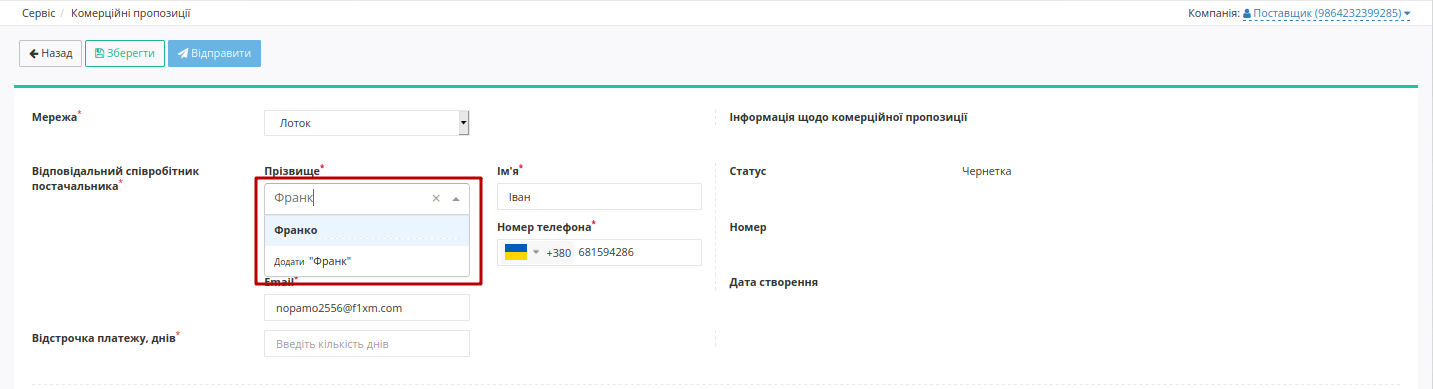 Сервіс / Комерційні пропозиції
Компанія: Поставщик (9864232399285)
Назад Зберегти Відправити
Мережа*
Лоток
Інформація щодо комерційної пропозиції
Відповідальний співробітник
постачальника*
Прізвище*
Франк
Франко
Додати "Франк"
Ім'я*
Іван
Номер телефона*
+380 681594286
Email*
nopamo2556@f1xm.com
Статус
Чернетка
Номер
Дата створення
Відстрочка платежу, днів*
Введіть кількість днів